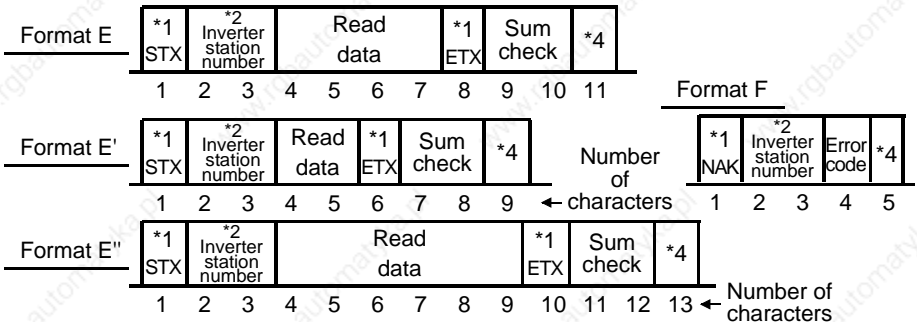 Format E
*1 STX
*2 Inverter station number
Read data
*1 ETX
Sum check
*4
1 2 3 4 5 6 7 8 9 10 11
Format F
*1 NAK
*2 Inverter station number
Error code
*4
1 2 3 4 5
Format E'
*1 STX
*2 Inverter station number
Read data
*1 ETX
Sum check
*4
1 2 3 4 5 6 7 8 9
Number of characters
Format E"
*1 STX
*2 Inverter station number
Read data
*1 ETX
Sum check
*4
1 2 3 4 5 6 7 8 9 10 11 12 13
Number of characters